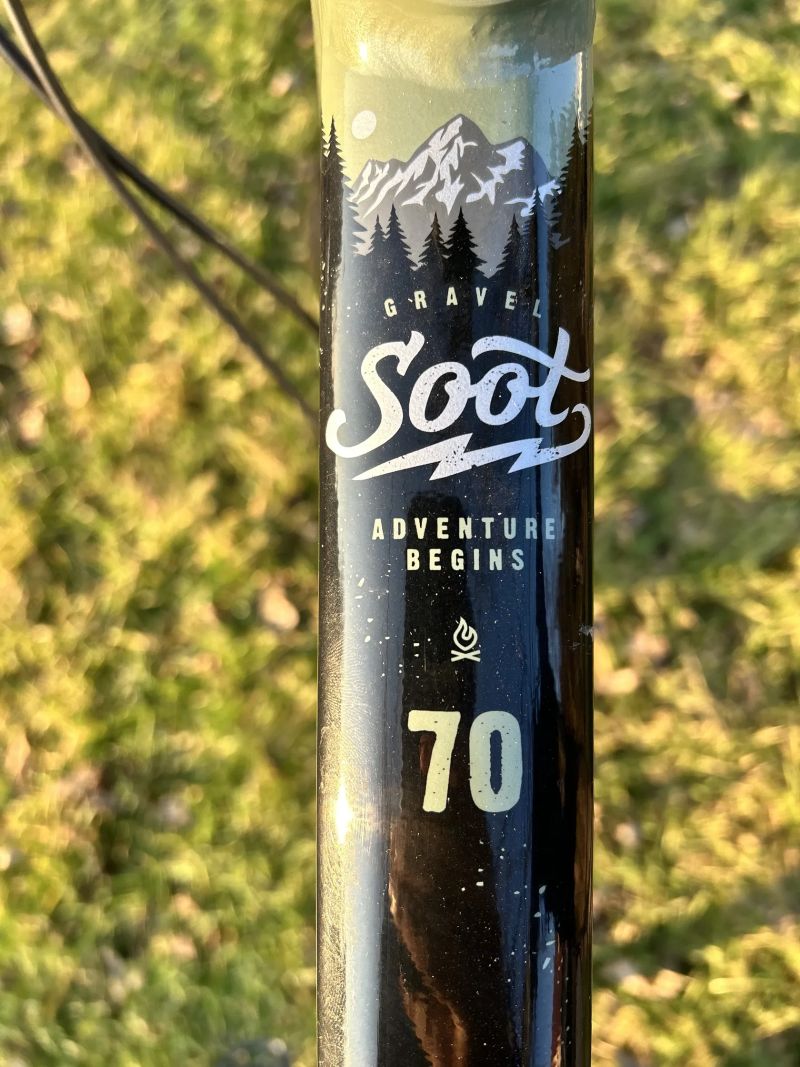 GRAVEL
Soot
ADVENTURE
BEGINS
70